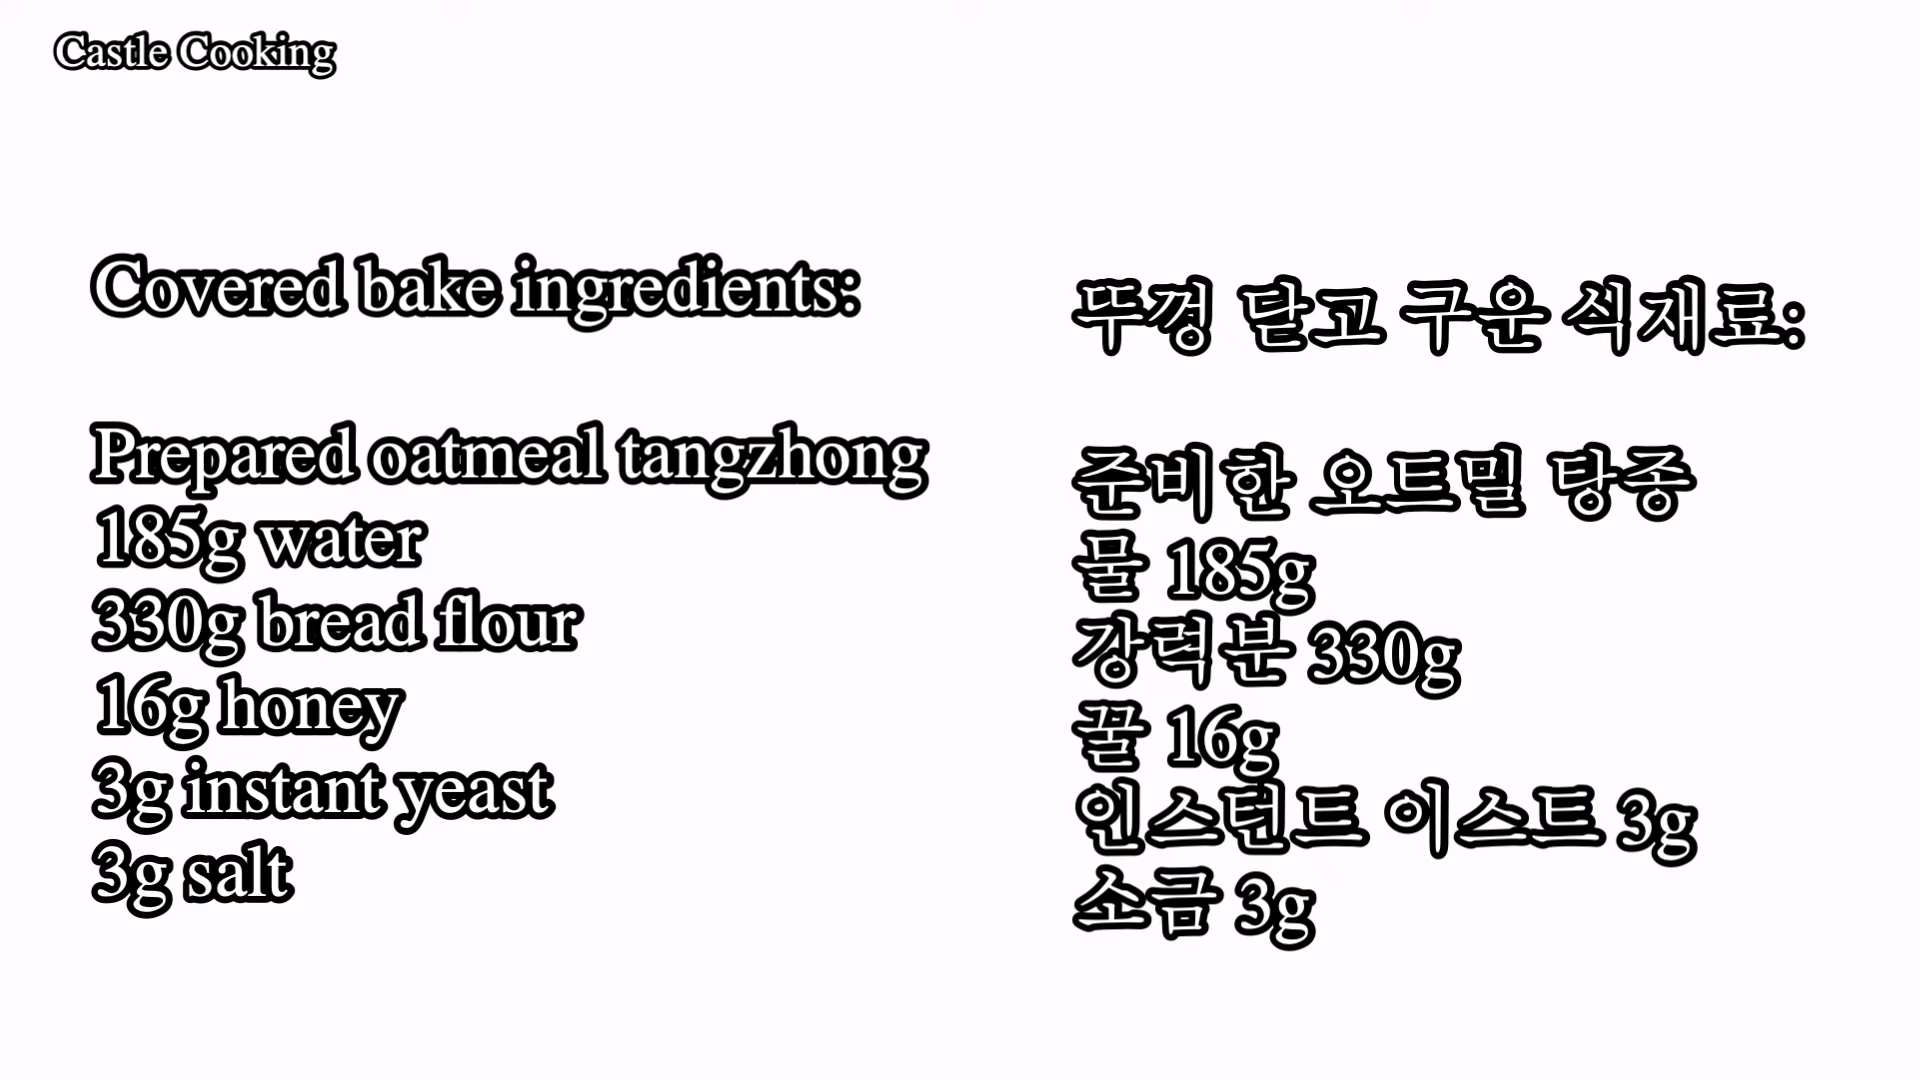 Castle Cooking
Covered bake ingredients:
Prepared oatmeal tangzhong
185g water
330g bread flour
16g honey
3g instant yeast
3g salt
뚜껑 닫고 구운 식재료:
준비한 오트밀 탕종
물 185g
강력분 330g
꿀 16g
인스턴트 이스트 3g
소금 3g